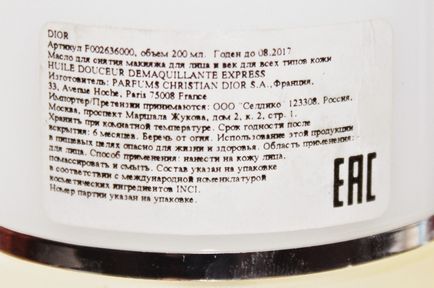 DIOR
Артикул F002636000, объем 200 мл.  Годен до 08.2017
Масло для снятия макияжа для лица и век для всех типов кожи
HUILE DOUCEUR DEMAQUILLANTE EXPRESS
Изготовитель: PARFUMS CHRISTIAN DIOR S.A., Франция,
33, Avenue Hoche, Paris 75008 France
Импортер/Претензии принимаются: ООО "Селдико" 123308, Россия,
Москва, проспект Маршала Жукова, дом 2, к. 2, стр. 1.
Хранить при комнатной температуре. Срок годности после
вскрытия: 6 месяцев. Беречь от огня. Использование этой продукции
в пищевых целях опасно для жизни и здоровья. Область применения: -
для лица. Способ применения: нанести на кожу лица,
помассировать и смыть. Состав указан на упаковке
в соответствии с международной номенклатурой
косметических ингредиентов INCI.
Номер партии указан на упаковке.
EAC